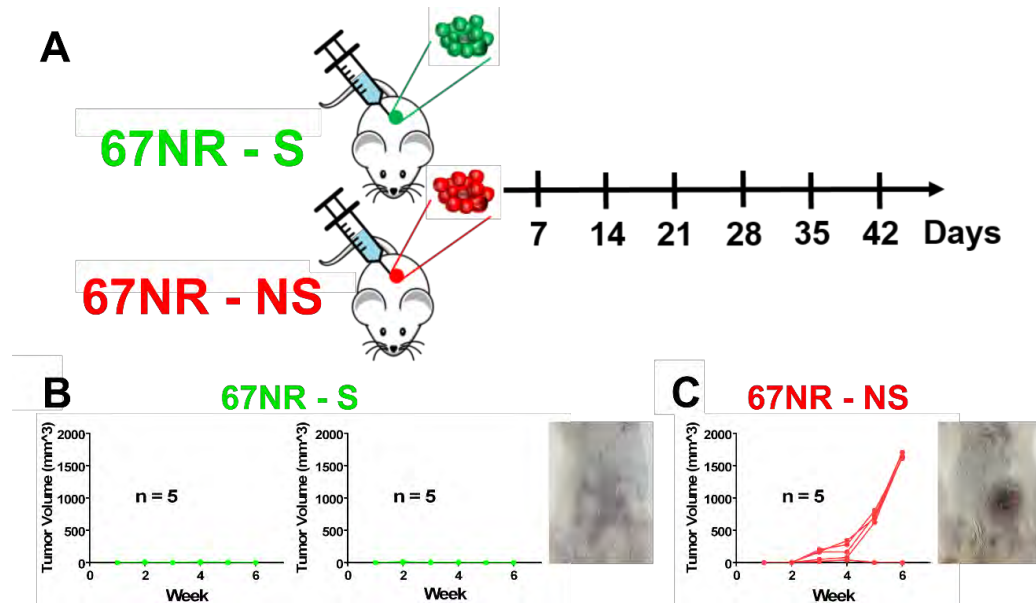 A
67NR - S
67NR - NS
7 14 21 28 35 42 Days
B
67NR - S
Tumor Volume (mm^3)
2000
1500
1000
500
0
n = 5
0 2 4 6
Week
Tumor Volume (mm^3)
2000
1500
1000
500
0
n = 5
0 2 4 6
Week
C
67NR - NS
Tumor Volume (mm^3)
2000
1500
1000
500
0
n = 5
0 2 4 6
Week